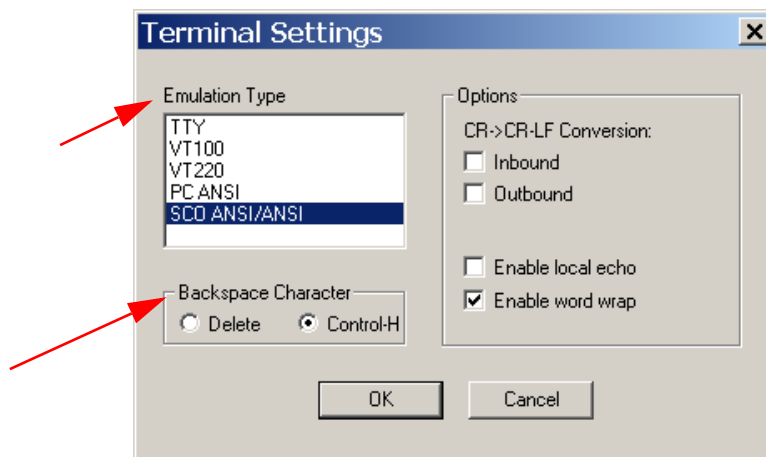 Terminal Settings
Emulation Type
TTY
VT100
VT220
PC ANSI
SCO ANSI/ANSI
Backspace Character
Delete
Control-H
Options
CR->CR-LF Conversion:
Inbound
Outbound
Enable local echo
Enable word wrap
OK
Cancel